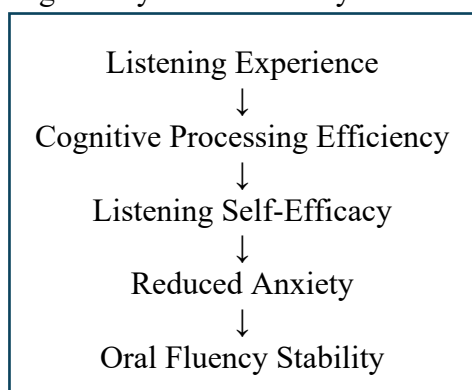 Listening Experience
↓
Cognitive Processing Efficiency
↓
Listening Self-Efficacy
↓
Reduced Anxiety
↓
Oral Fluency Stability